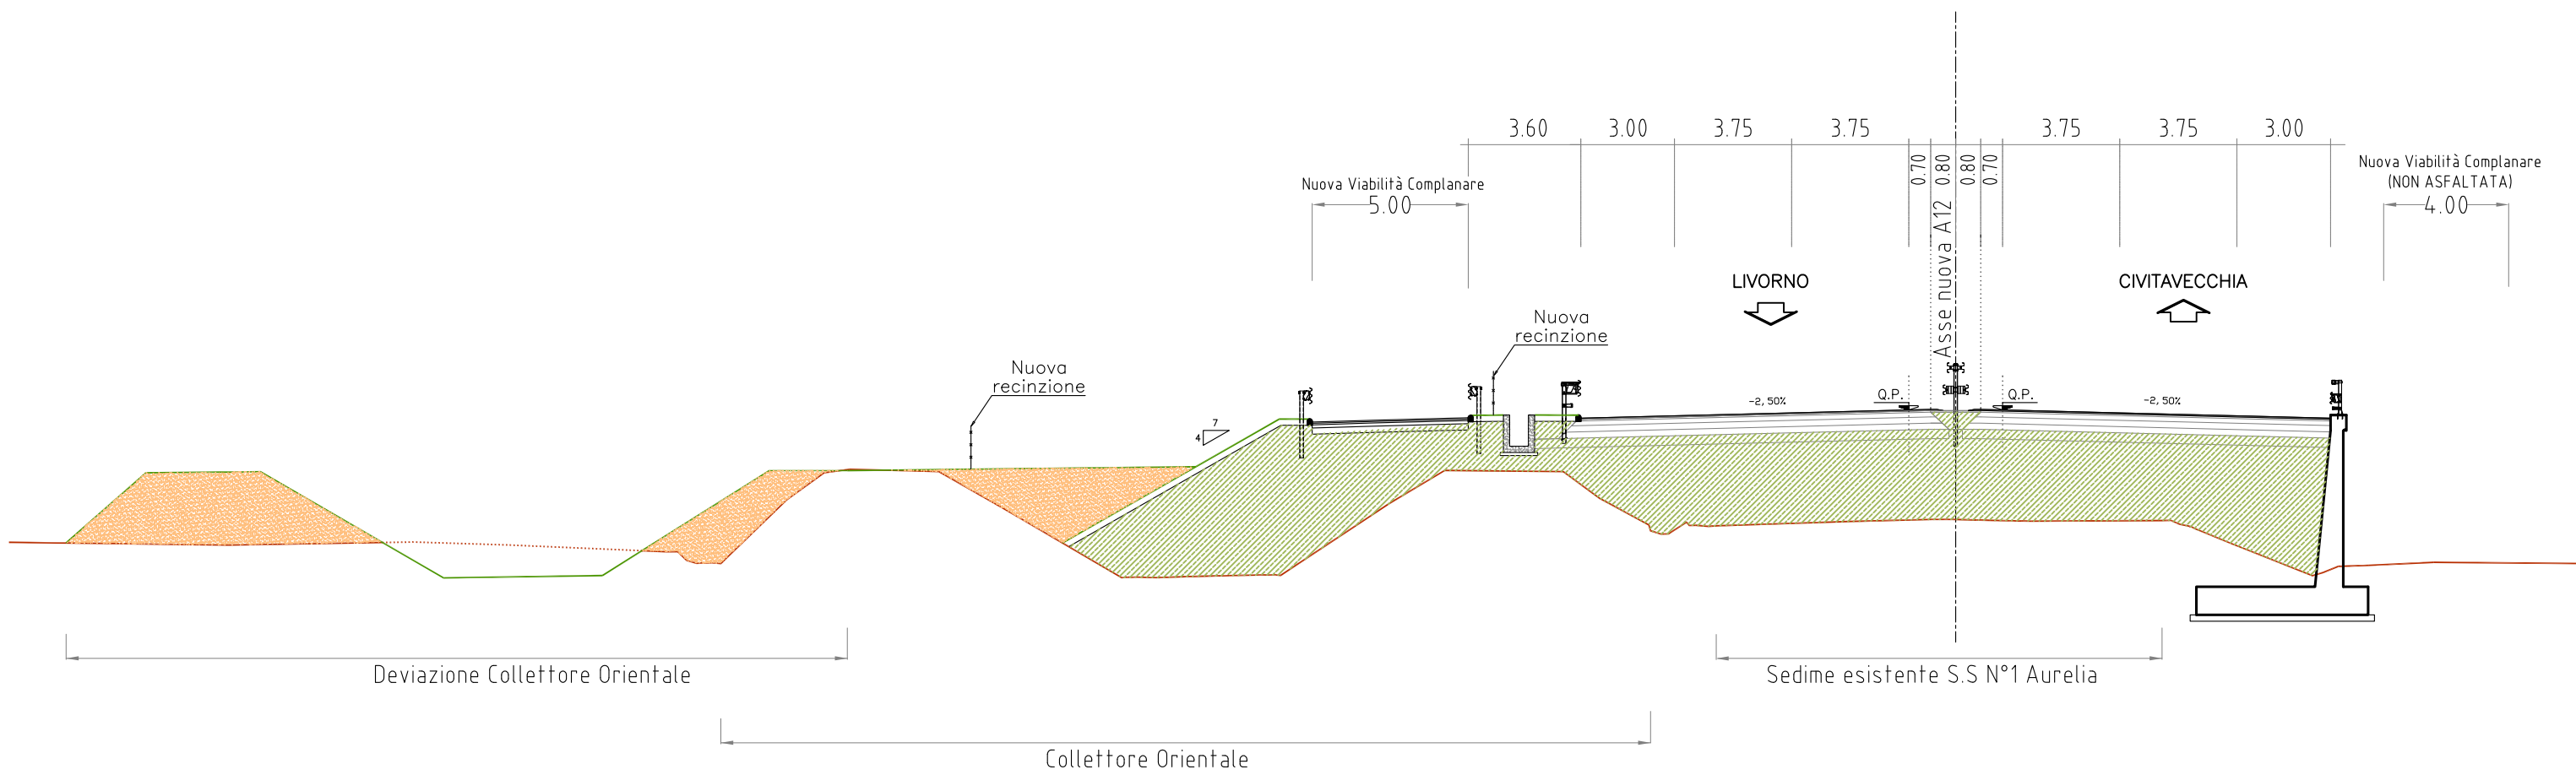 3.60 3.00 3.75 3.75 3.75 3.75 3.00
0.70 0.80 0.80 0.70
Nuova Viabilità Complanare
(NON ASFALTATA)
4.00
Nuova Viabilità Complanare
5.00
Asse nuova A12
LIVORNO
CIVITAVECCHIA
Nuova
recinzione
Nuova
recinzione
Q.P.
Q.P.
-2,50%
-2,50%
7
4
Deviazione Collettore Orientale
Sedime esistente S.S N°1 Aurelia
Collettore Orientale